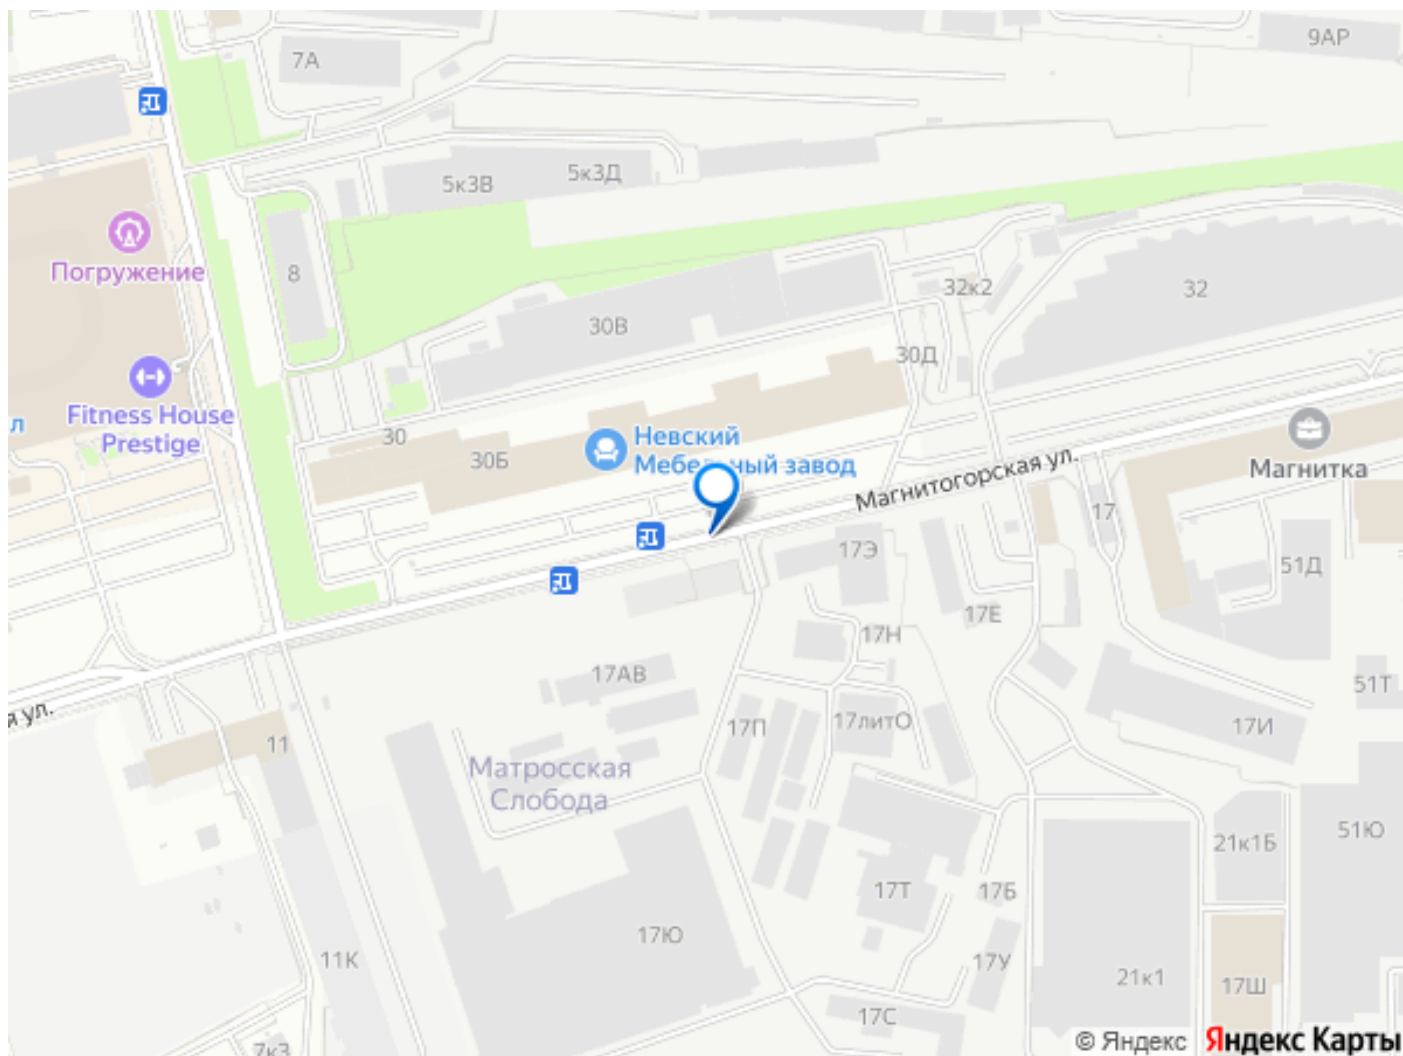 9АР
7А
5к3В
5к3Д
Погружение
8
32к2
32
30В
30Д
Fitness House
Prestige
л
30
30Б
Невский
Мебельный завод
Магнитогорская ул.
Магнитка
17
17Э
51Д
17Е
17Н
17АВ
51Т
я ул.
11
17П
17литО
17И
Матросская
Слобода
51Ю
21к1Б
17Т
17Б
17Ю
11К
17У
21к1
17Ш
17С
7к3
© Яндекс Яндекс Карты